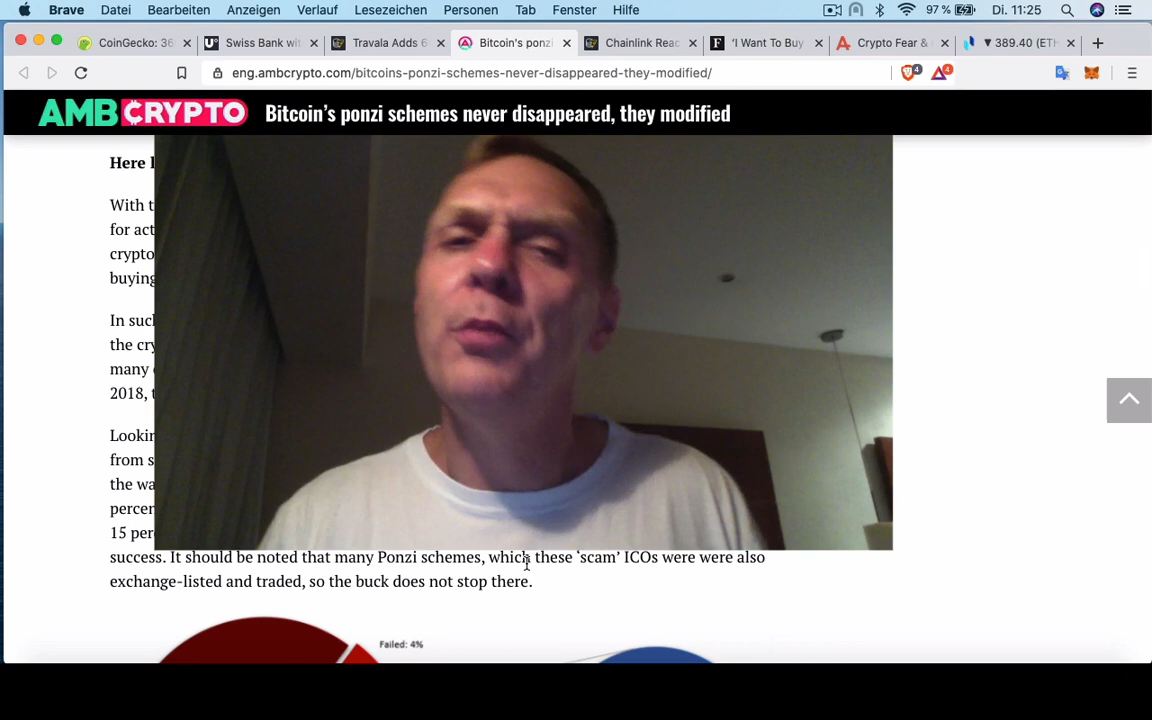 Brave Datei Bearbeiten Anzeigen Verlauf Lesezeichen Personen Tab Fenster Hilfe 97 % Di. 11:25
CoinGecko: 36 Swiss Bank wit Travala Adds 6 Bitcoin's ponzi Chainlink Reac 'I Want To Buy Crypto Fear & ▼ 389.40 (ETH
eng.ambcrypto.com/bitcoins-ponzi-schemes-never-disappeared-they-modified/ 4 4
AMBCRYPTO Bitcoin's ponzi schemes never disappeared, they modified
Here
With t
for act
crypto
buying
In such
the cry
many
2018, t
Lookin
from s
the wa
percen
15 per
success. It should be noted that many Ponzi schemes, which these 'scam' ICOs were were also
exchange-listed and traded, so the buck does not stop there.
Failed: 4%